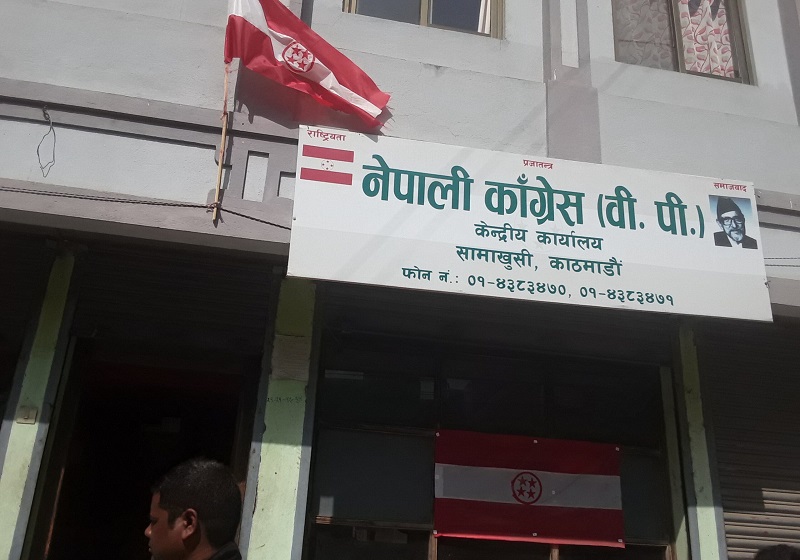 राष्ट्रियता
प्रजातन्त्र
समाजवाद
नेपाली काँग्रेस (वी. पी.)
केन्द्रीय कार्यालय
सामाखुसी, काठमाडौं
फोन नं.: ०१-४३८३४७०, ०१-४३८३४७१